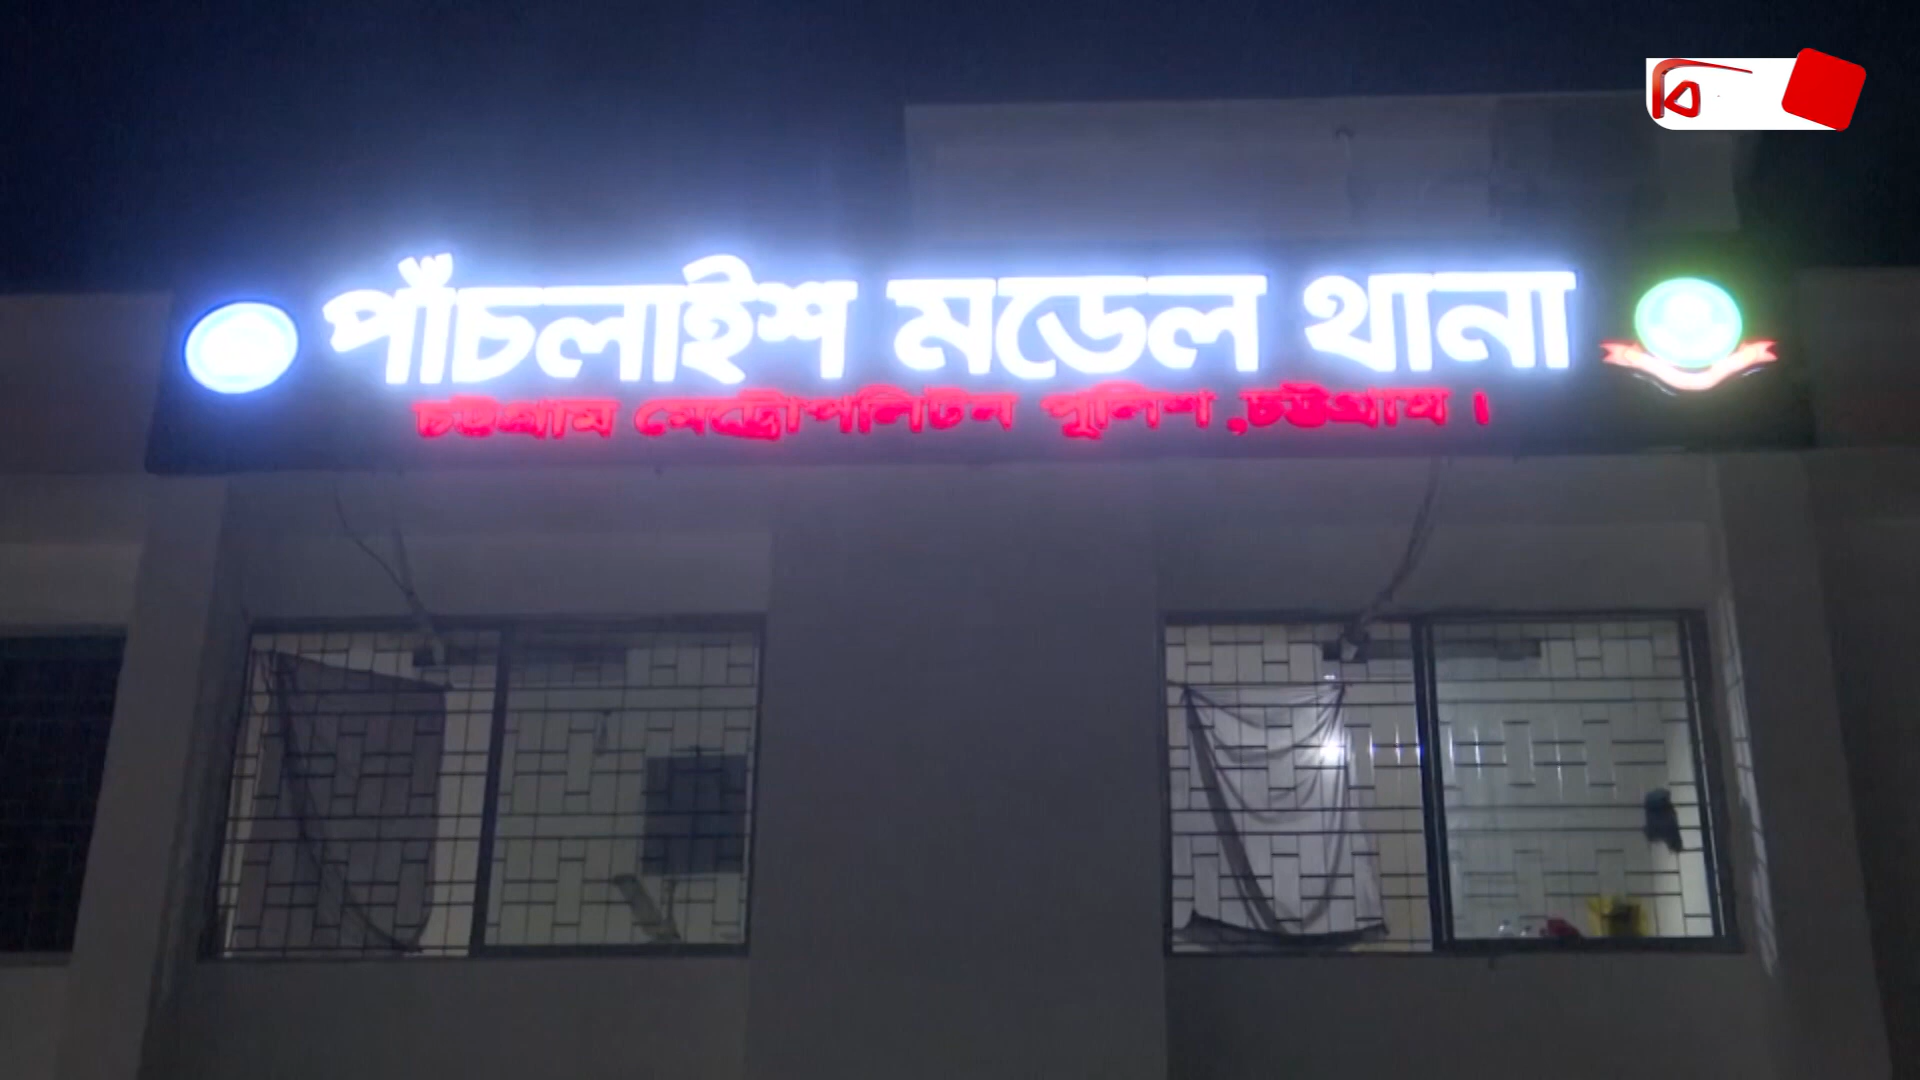 পাঁচলাইশ মডেল থানা
চট্টগ্রাম মেট্রোপলিটন পুলিশ ,চট্টগ্রাম।